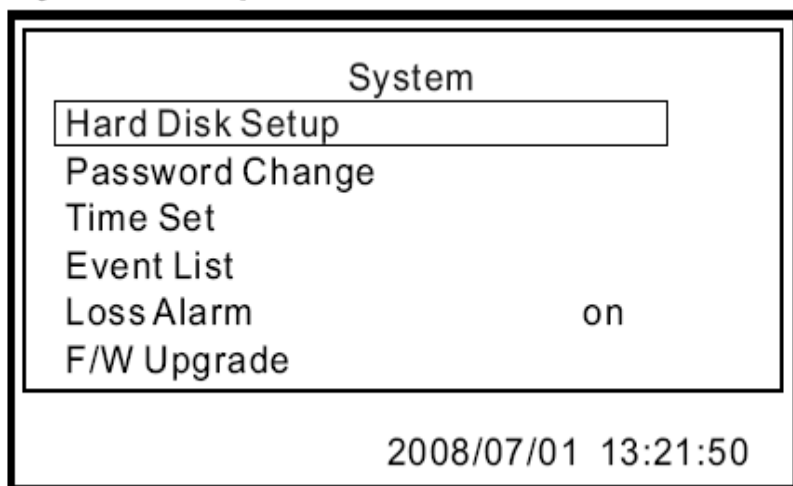 System
Hard Disk Setup
Password Change
Time Set
Event List
Loss Alarm on
F/W Upgrade
2008/07/01 13:21:50